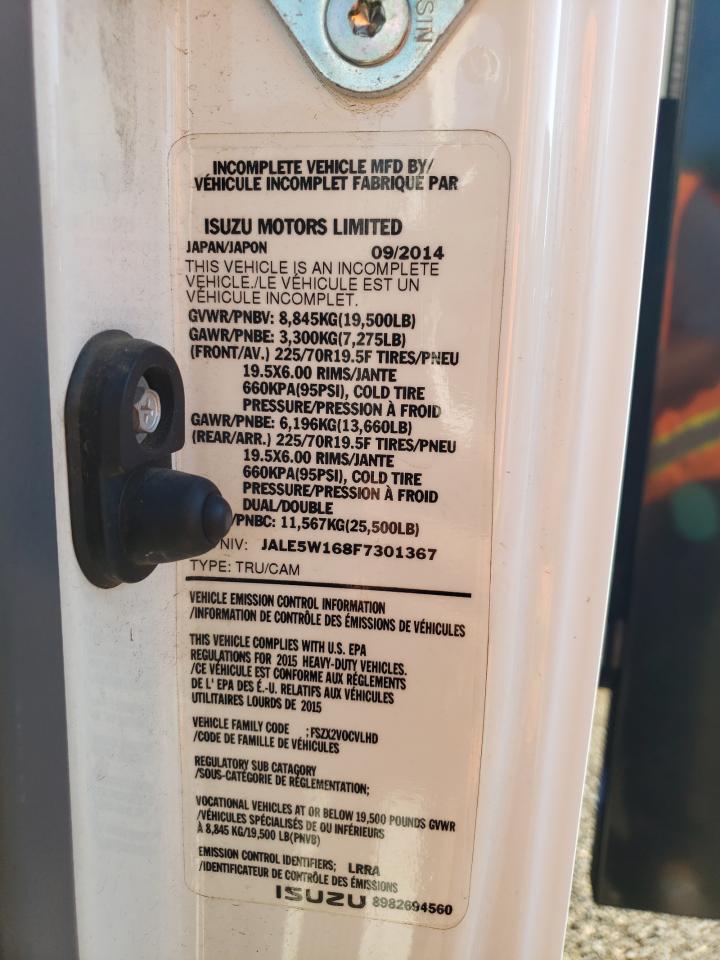 SIN
INCOMPLETE VEHICLE MFD BY/
VÉHICULE INCOMPLET FABRIQUÉ PAR
ISUZU MOTORS LIMITED
JAPAN/JAPON 09/2014
THIS VEHICLE IS AN INCOMPLETE
VEHICLE./LE VÉHICULE EST UN
VÉHICULE INCOMPLET.
GVWR/PNBV: 8,845KG(19,500LB)
GAWR/PNBE: 3,300KG(7,275LB)
(FRONT/AV.) 225/70R19.5F TIRES/PNEU
19.5X6.00 RIMS/JANTE
660KPA(95PSI), COLD TIRE
PRESSURE/PRESSION À FROID
GAWR/PNBE: 6,196KG(13,660LB)
(REAR/ARR.) 225/70R19.5F TIRES/PNEU
19.5X6.00 RIMS/JANTE
660KPA(95PSI), COLD TIRE
PRESSURE/PRESSION À FROID
DUAL/DOUBLE
/PNBC: 11,567KG(25,500LB)
NIV: JALE5W168F7301367
TYPE: TRU/CAM
VEHICLE EMISSION CONTROL INFORMATION
/INFORMATION DE CONTRÔLE DES ÉMISSIONS DE VÉHICULES
THIS VEHICLE COMPLIES WITH U.S. EPA
REGULATIONS FOR 2015 HEAVY-DUTY VEHICLES.
/CE VÉHICULE EST CONFORME AUX RÈGLEMENTS
DE L' EPA DES É.-U. RELATIFS AUX VÉHICULES
UTILITAIRES LOURDS DE 2015
VEHICLE FAMILY CODE ;FSZX2VOCVLHD
/CODE DE FAMILLE DE VÉHICULES
REGULATORY SUB CATAGORY
/SOUS-CATÉGORIE DE RÉGLEMENTATION;
VOCATIONAL VEHICLES AT OR BELOW 19,500 POUNDS GVWR
/VÉHICULES SPÉCIALISÉS DE OU INFÉRIEURS
À 8,845 KG/19,500 LB(PNVB)
EMISSION CONTROL IDENTIFIERS; LRRA
/IDENTIFICATEUR DE CONTRÔLE DES ÉMISSIONS
ISUZU 8982694560